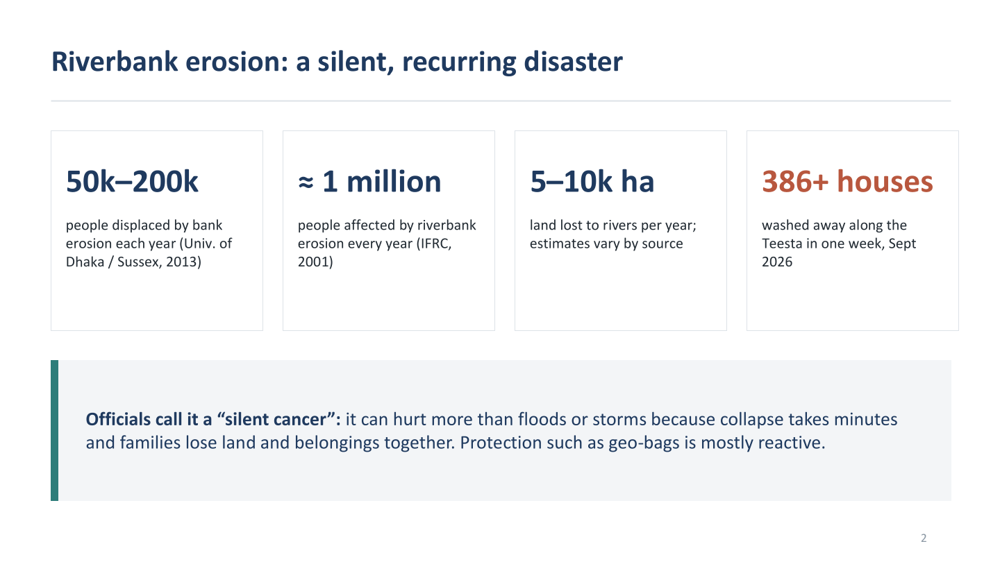 Riverbank erosion: a silent, recurring disaster
50k–200k
people displaced by bank
erosion each year (Univ. of
Dhaka / Sussex, 2013)
≈ 1 million
people affected by riverbank
erosion every year (IFRC,
2001)
5–10k ha
land lost to rivers per year;
estimates vary by source
386+ houses
washed away along the
Teesta in one week, Sept
2026
Officials call it a “silent cancer”: it can hurt more than floods or storms because collapse takes minutes
and families lose land and belongings together. Protection such as geo-bags is mostly reactive.
2